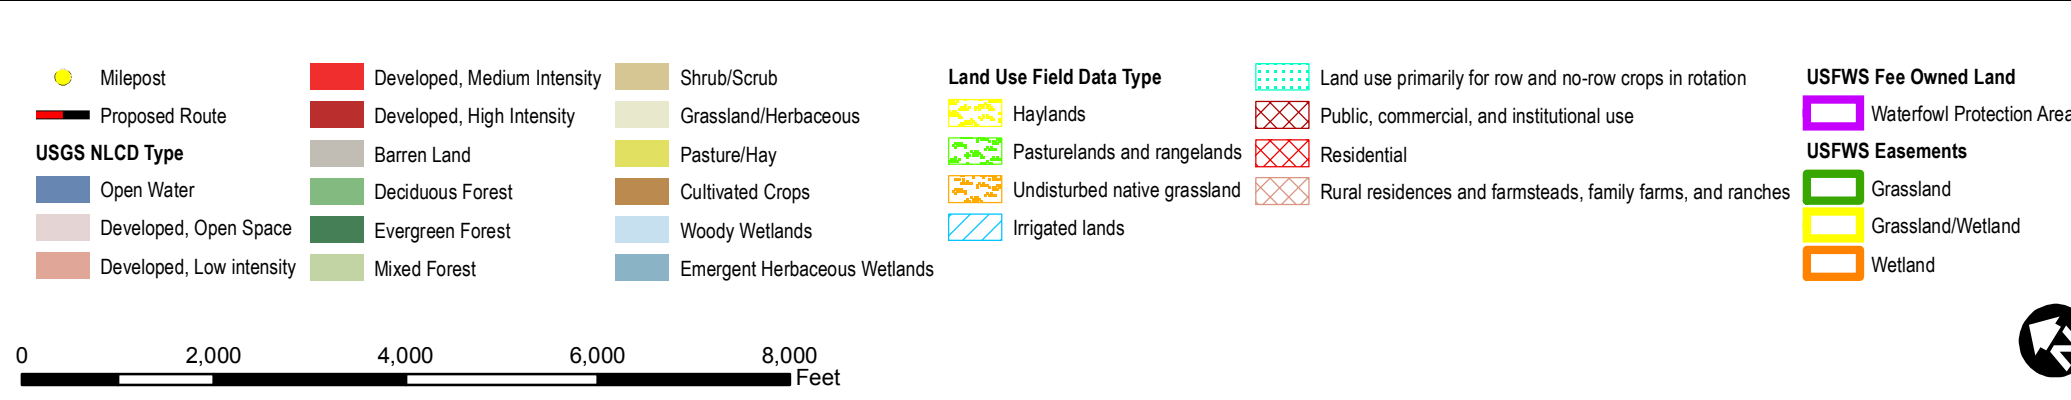 Milepost
Proposed Route
USGS NLCD Type
Open Water
Developed, Open Space
Developed, Low intensity
Developed, Medium Intensity
Developed, High Intensity
Barren Land
Deciduous Forest
Evergreen Forest
Mixed Forest
Shrub/Scrub
Grassland/Herbaceous
Pasture/Hay
Cultivated Crops
Woody Wetlands
Emergent Herbaceous Wetlands
Land Use Field Data Type
Haylands
Pasturelands and rangelands
Undisturbed native grassland
Irrigated lands
Land use primarily for row and no-row crops in rotation
Public, commercial, and institutional use
Residential
Rural residences and farmsteads, family farms, and ranches
USFWS Fee Owned Land
Waterfowl Protection Area
USFWS Easements
Grassland
Grassland/Wetland
Wetland
0 2,000 4,000 6,000 8,000
Feet